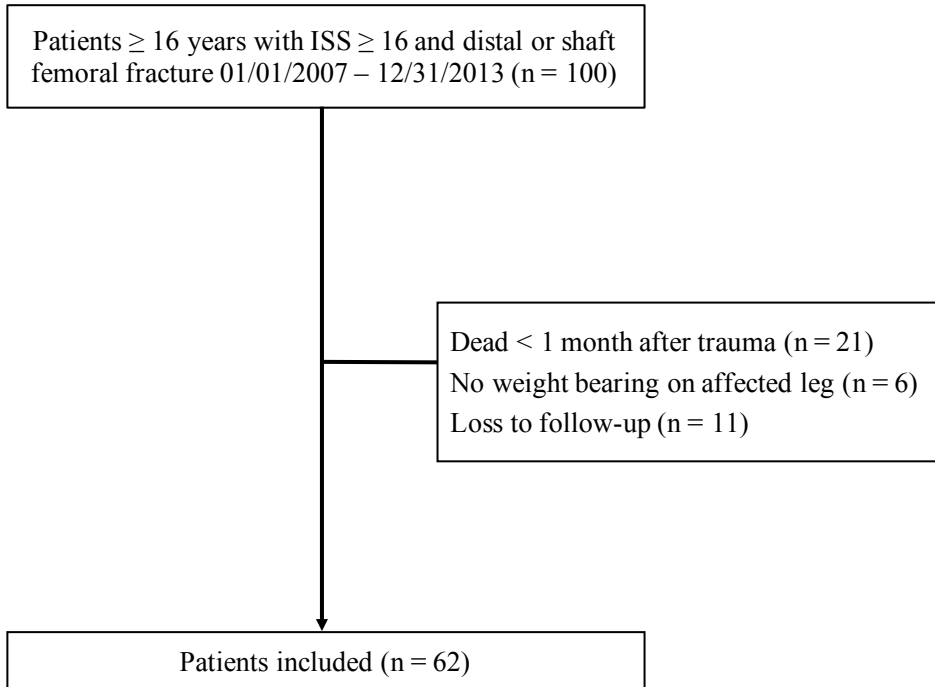 Patients ≥ 16 years with ISS ≥ 16 and distal or shaft
femoral fracture 01/01/2007 – 12/31/2013 (n = 100)
Dead < 1 month after trauma (n = 21)
No weight bearing on affected leg (n = 6)
Loss to follow-up (n = 11)
Patients included (n = 62)